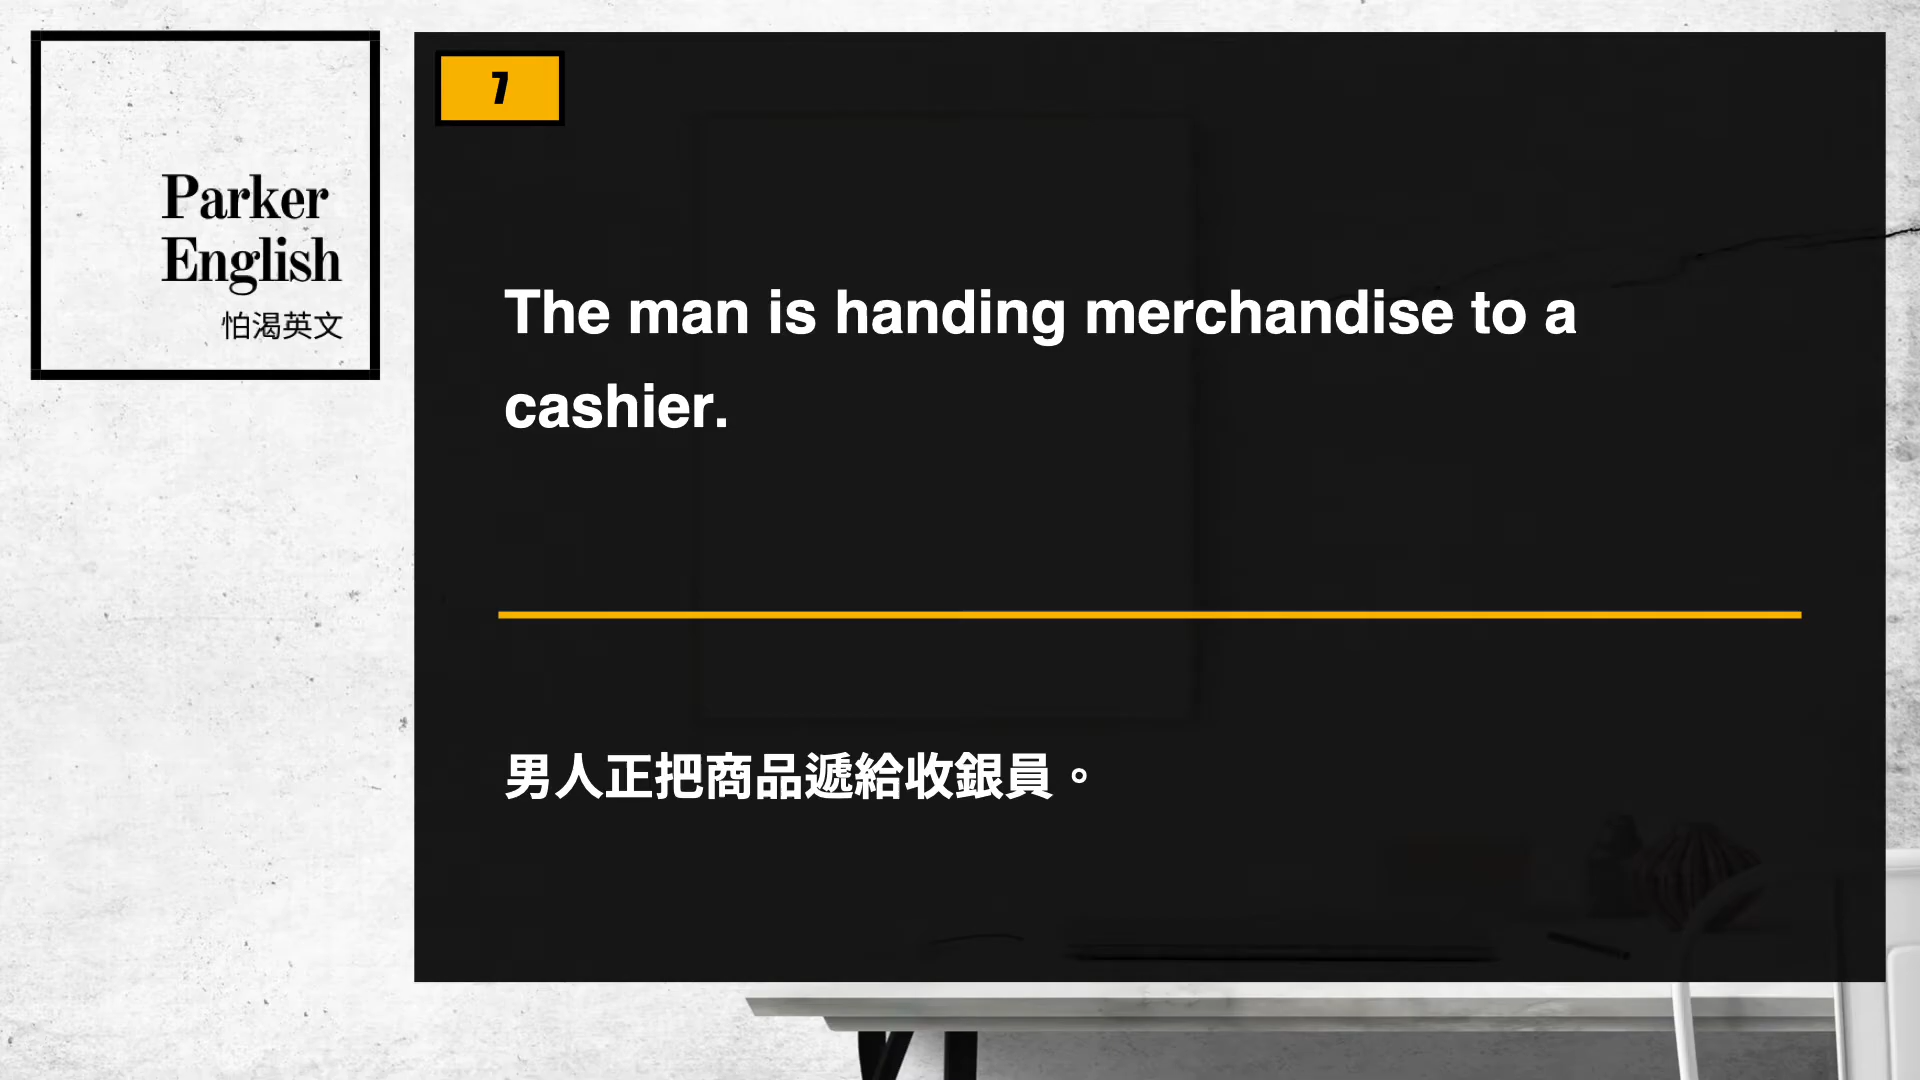 Parker
English
怕渴英文
7
The man is handing merchandise to a
cashier.
男人正把商品遞給收銀員。